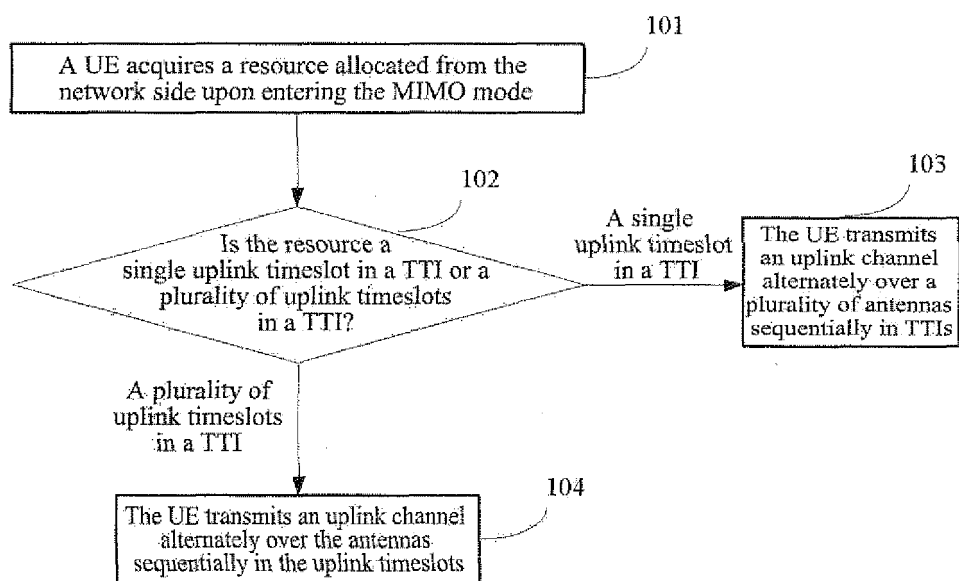 101
A UE acquires a resource allocated from the
network side upon entering the MIMO mode
102
Is the resource a
single uplink timeslot in a TTI or a
plurality of uplink timeslots
in a TTI?
A single
uplink timeslot
in a TTI
103
The UE transmits
an uplink channel
alternately over a
plurality of antennas
sequentially in TTIs
A plurality of
uplink timeslots
in a TTI
104
The UE transmits an uplink channel
alternately over the antennas
sequentially in the uplink timeslots